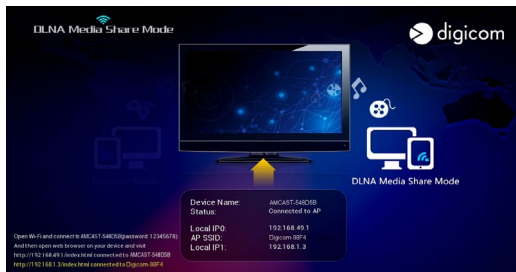 DLNA Media Share Mode
digicom
DLNA Media Share Mode
Device Name: AMCAST-548D5B
Status: Connected to AP
Local IP0: 192.168.49.1
AP SSID: Digicom-98F4
Local IP1: 192.168.1.3
Open Wi-Fi and connect to AMCAST-548D5B(password: 12345678).
And then open web browser on your device and visit
http://192.168.49.1/index.html connected to AMCAST-548D5B
http://192.168.1.3/index.html connected to Digicom-98F4